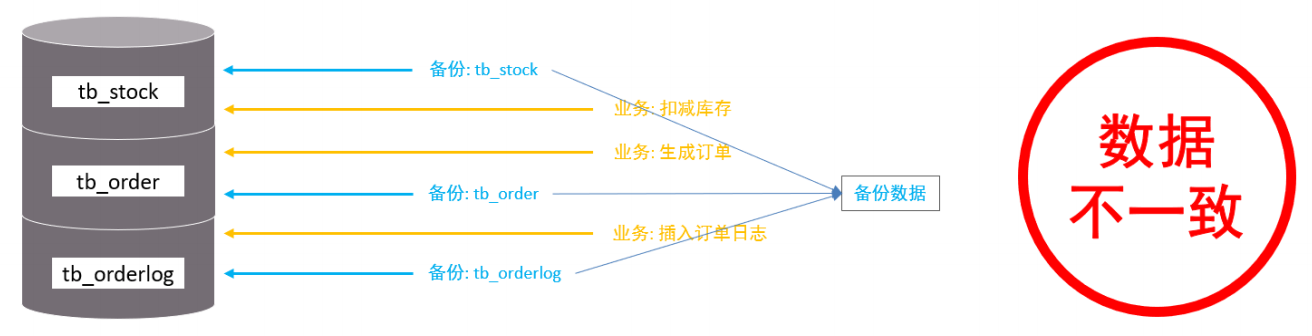 tb_stock
tb_order
tb_orderlog
备份: tb_stock
业务: 扣减库存
业务: 生成订单
备份: tb_order
业务: 插入订单日志
备份: tb_orderlog
备份数据
数据
不一致